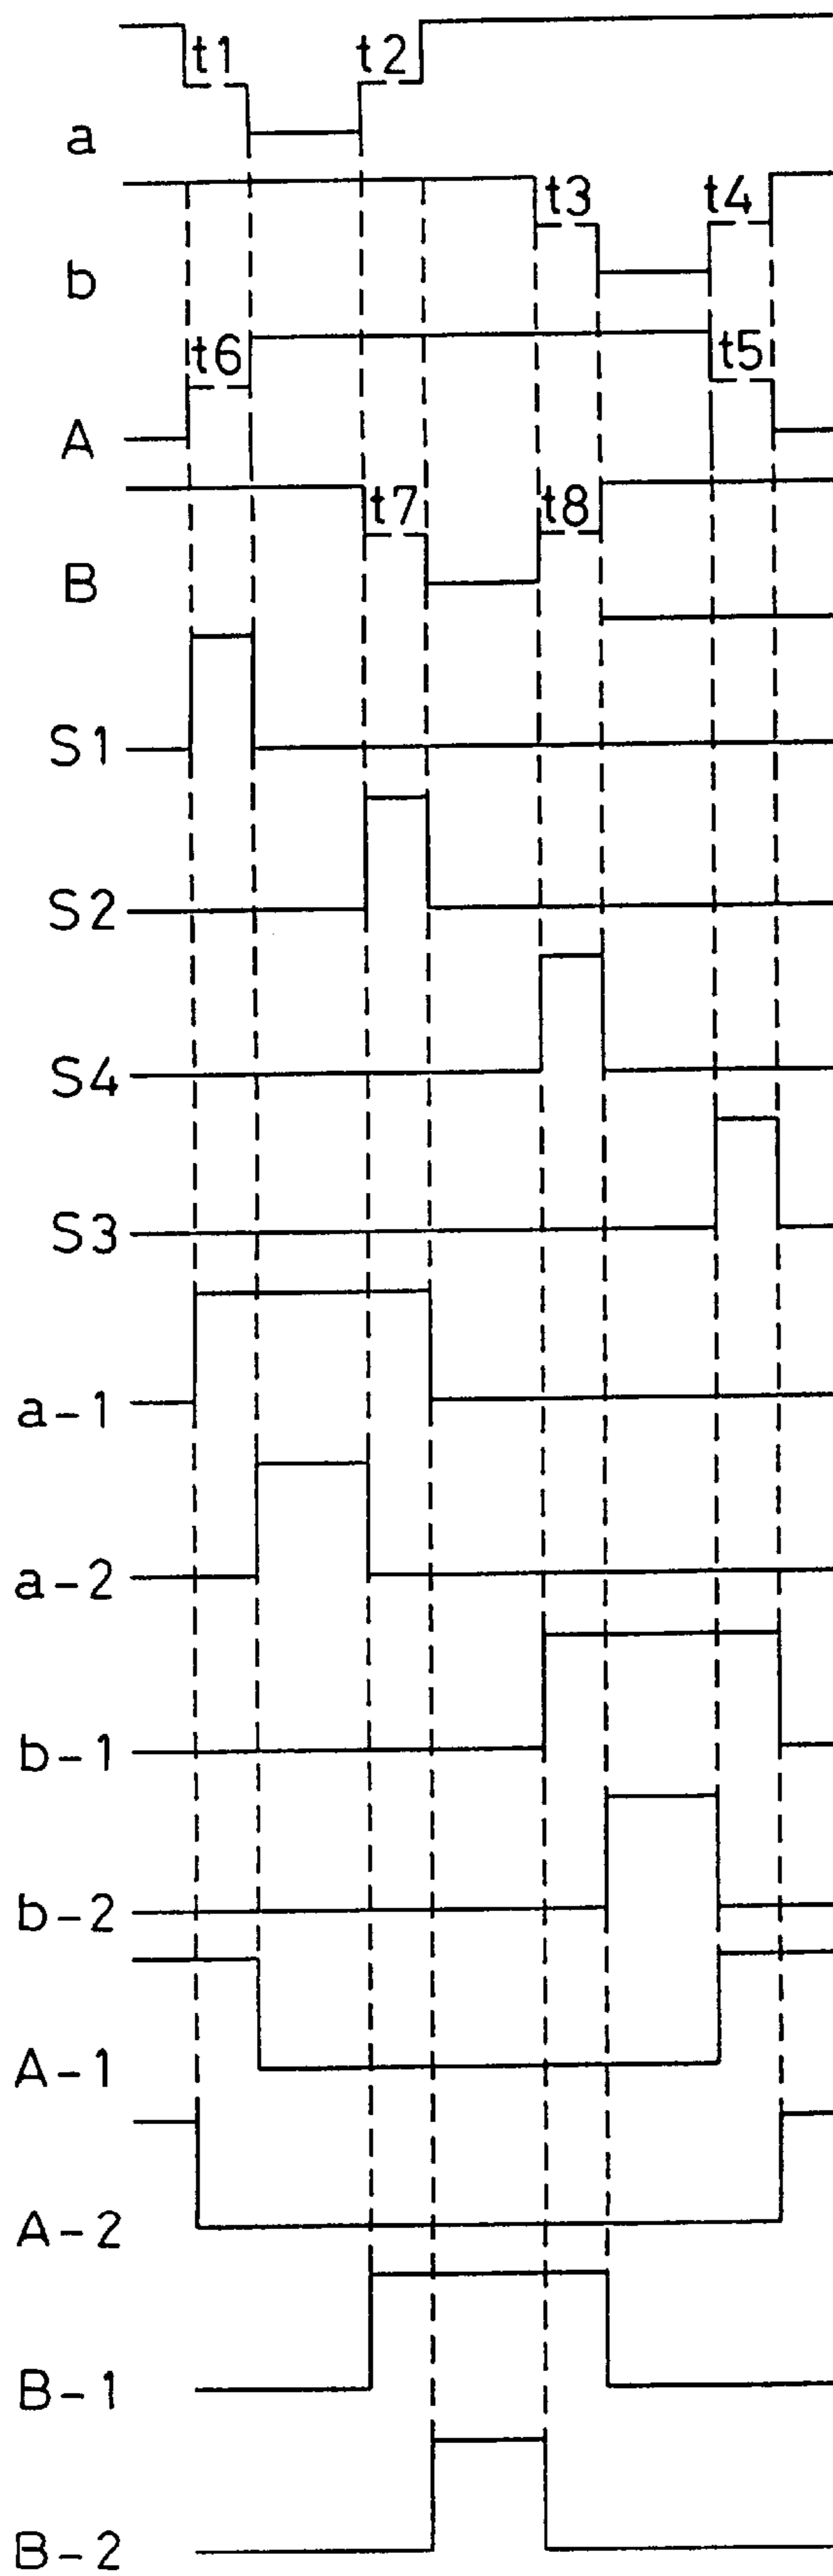 t1 t2
a
t3 t4
b
t6 t5
A
t7 t8
B
S1
S2
S4
S3
a-1
a-2
b-1
b-2
A-1
A-2
B-1
B-2